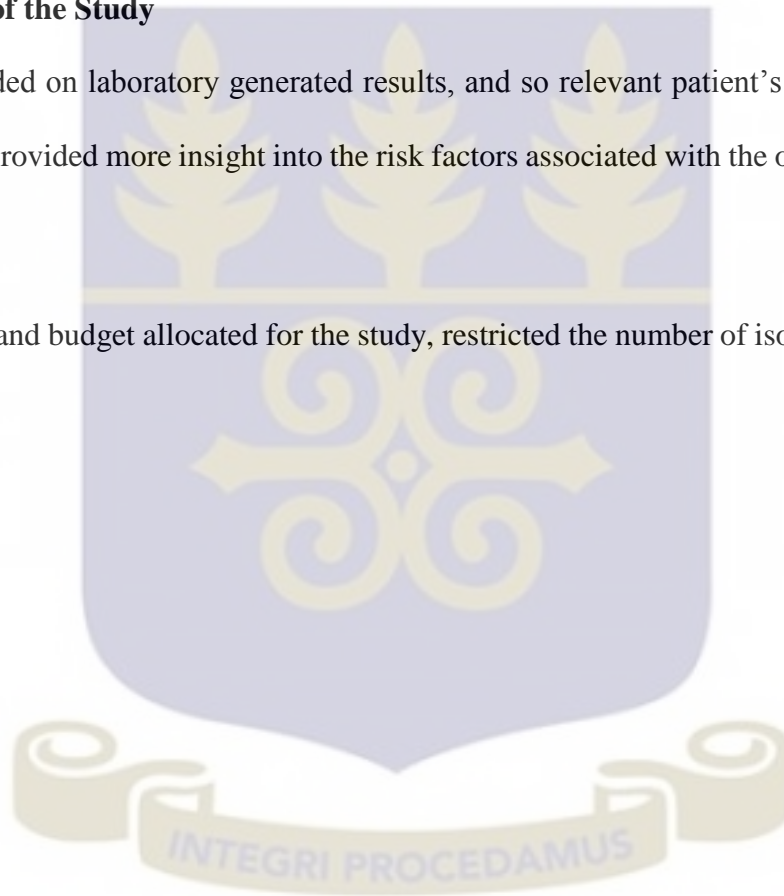 of the Study
ded on laboratory generated results, and so relevant patient's
rovided more insight into the risk factors associated with the
and budget allocated for the study, restricted the number of
INTEGRI PROCEDAMUS